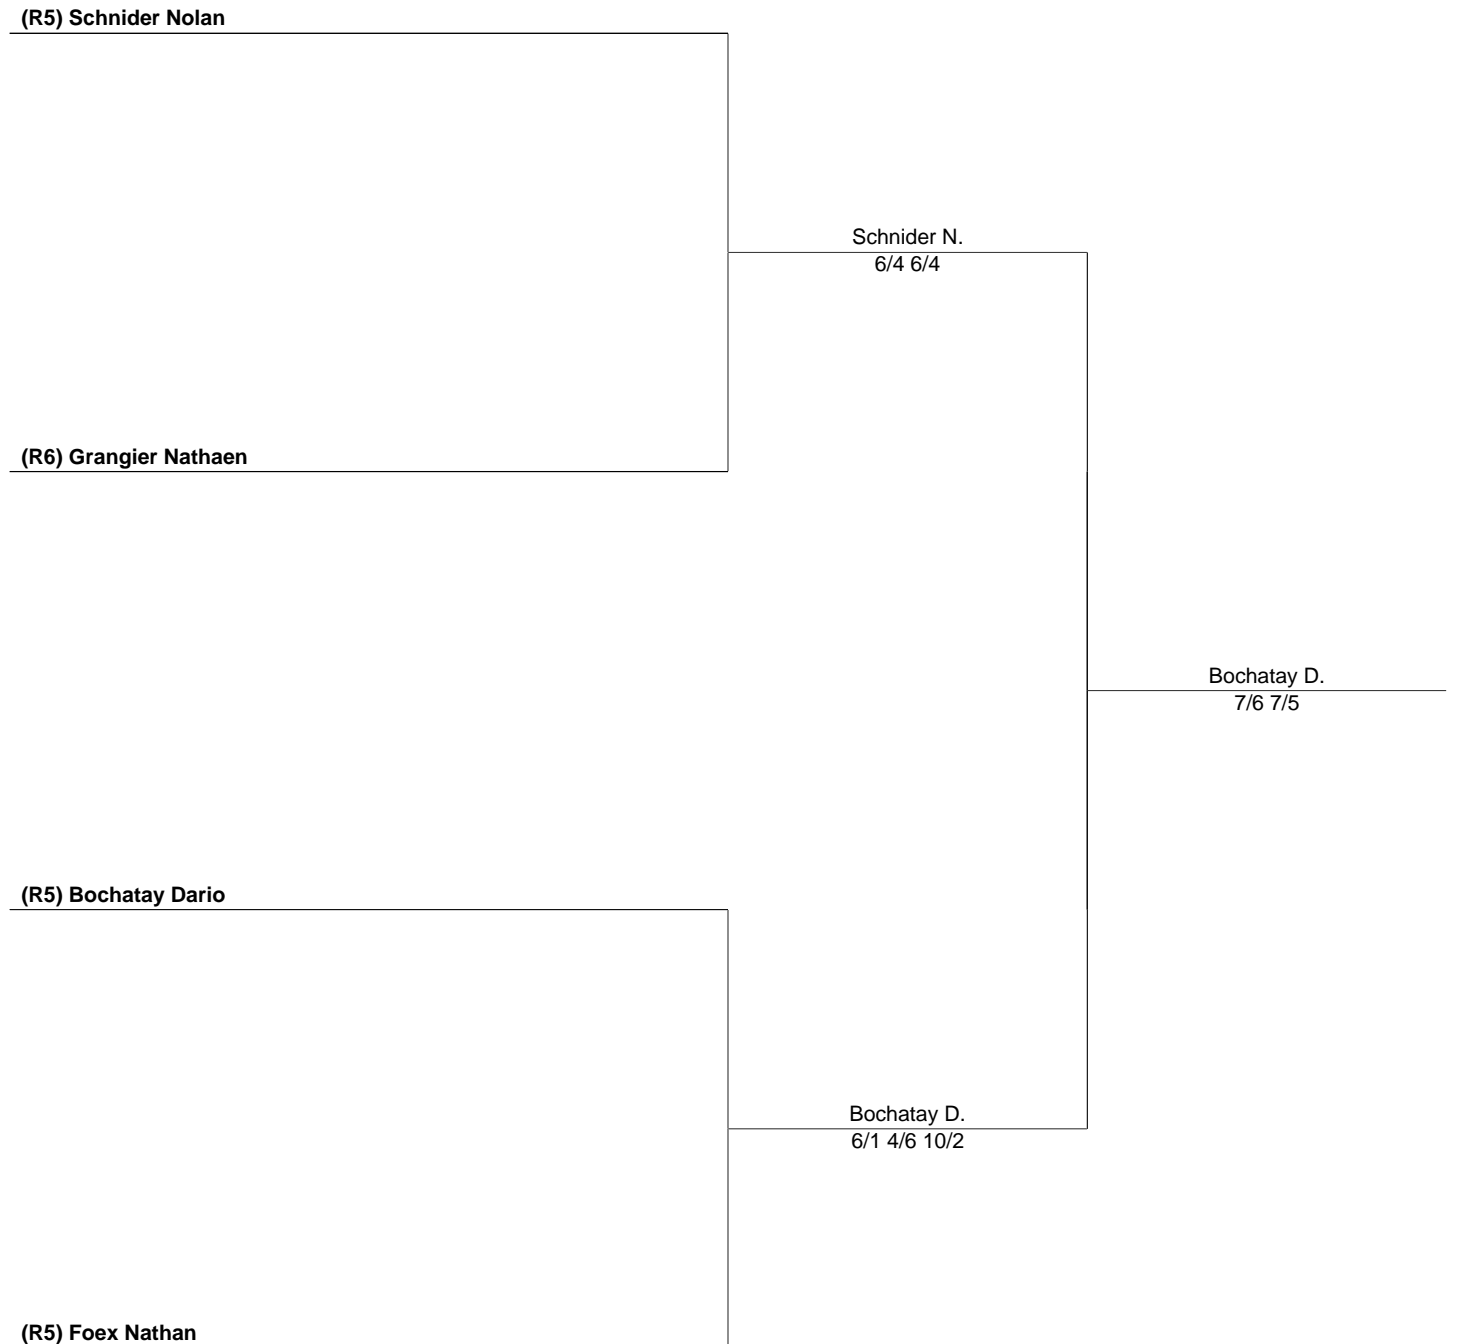 (R5) Schnider Nolan
Schnider N.
6/4 6/4
(R6) Grangier Nathaen
Bochatay D.
7/6 7/5
(R5) Bochatay Dario
Bochatay D.
6/1 4/6 10/2
(R5) Foex Nathan